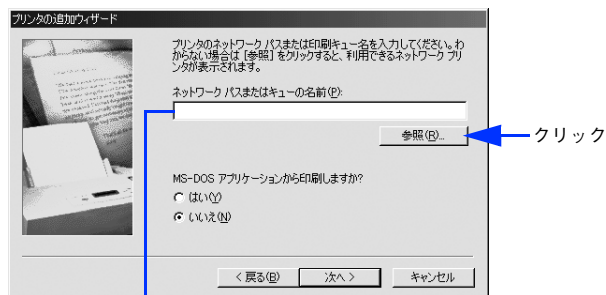 プリンタの追加ウィザード
プリンタのネットワーク パスまたは印刷キュー名を入力してください。わ
からない場合は [参照] をクリックすると、利用できるネットワーク プリ
ンタが表示されます。
ネットワーク パスまたはキューの名前(P):
参照(R)...
クリック
MS-DOS アプリケーションから印刷しますか?
はい(Y)
いいえ(N)
< 戻る(B)
次へ >
キャンセル